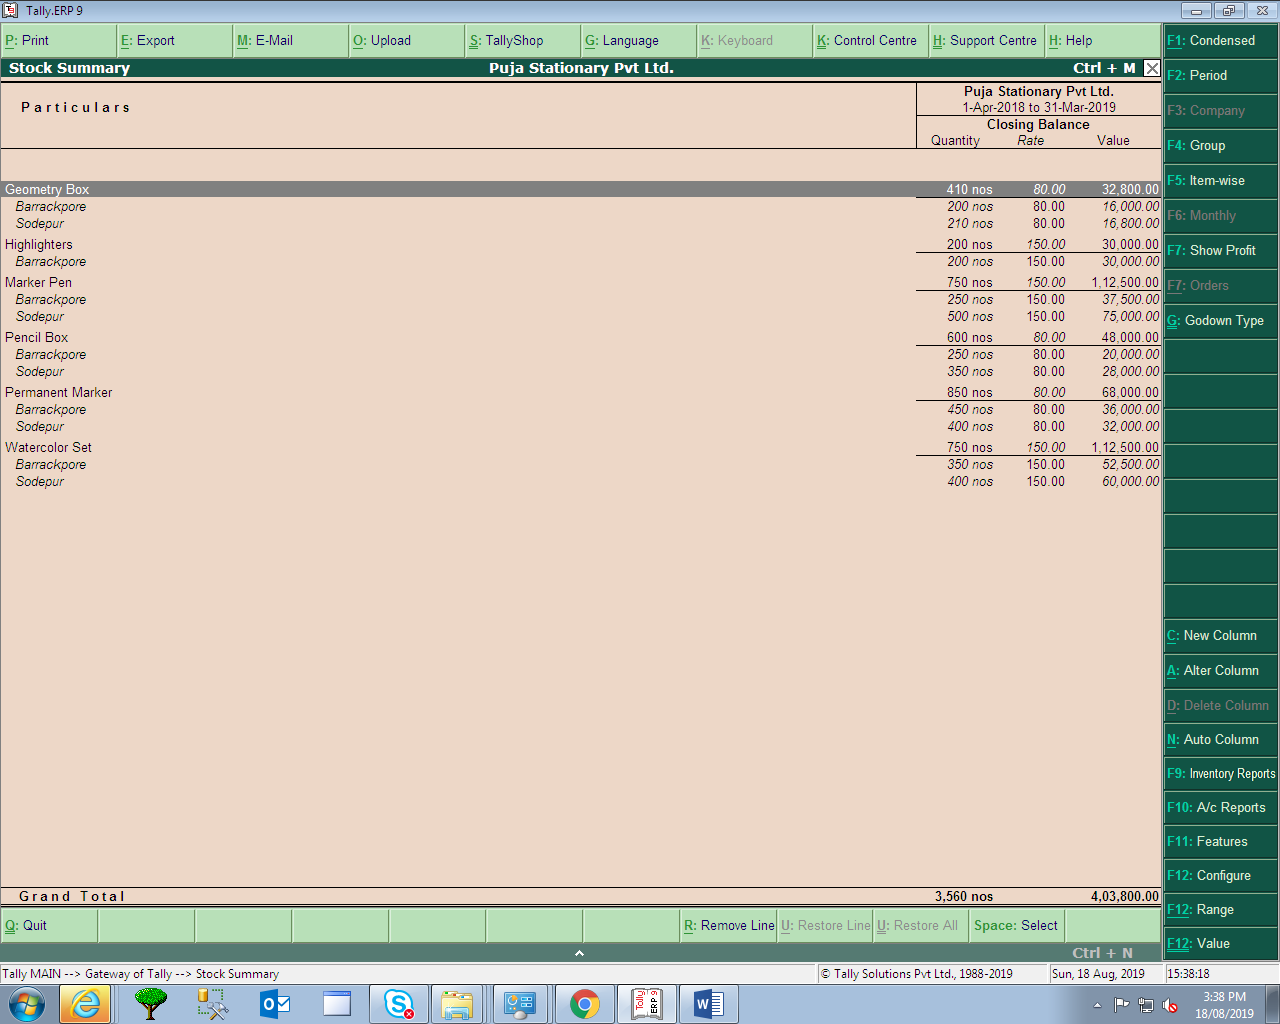 Tally.ERP 9
P: Print E: Export M: E-Mail O: Upload S: TallyShop G: Language K: Keyboard K: Control Centre H: Support Centre H: Help
Stock Summary Puja Stationary Pvt Ltd. Ctrl + M
Particulars
Puja Stationary Pvt Ltd.
1-Apr-2018 to 31-Mar-2019
Closing Balance
Quantity Rate Value
Geometry Box 410 nos 80.00 32,800.00
Barrackpore 200 nos 80.00 16,000.00
Sodepur 210 nos 80.00 16,800.00
Highlighters 200 nos 150.00 30,000.00
Barrackpore 200 nos 150.00 30,000.00
Marker Pen 750 nos 150.00 1,12,500.00
Barrackpore 250 nos 150.00 37,500.00
Sodepur 500 nos 150.00 75,000.00
Pencil Box 600 nos 80.00 48,000.00
Barrackpore 250 nos 80.00 20,000.00
Sodepur 350 nos 80.00 28,000.00
Permanent Marker 850 nos 80.00 68,000.00
Barrackpore 450 nos 80.00 36,000.00
Sodepur 400 nos 80.00 32,000.00
Watercolor Set 750 nos 150.00 1,12,500.00
Barrackpore 350 nos 150.00 52,500.00
Sodepur 400 nos 150.00 60,000.00
Grand Total 3,560 nos 4,03,800.00
F1: Condensed
F2: Period
F3: Company
F4: Group
F5: Item-wise
F6: Monthly
F7: Show Profit
F7: Orders
G: Godown Type
C: New Column
A: Alter Column
D: Delete Column
N: Auto Column
F9: Inventory Reports
F10: A/c Reports
F11: Features
F12: Configure
F12: Range
F12: Value
Q: Quit R: Remove Line U: Restore Line U: Restore All Space: Select
Ctrl + N
Tally MAIN --> Gateway of Tally --> Stock Summary © Tally Solutions Pvt Ltd., 1988-2019 Sun, 18 Aug, 2019 15:38:18
Tally
ERP 9
3:38 PM
18/08/2019